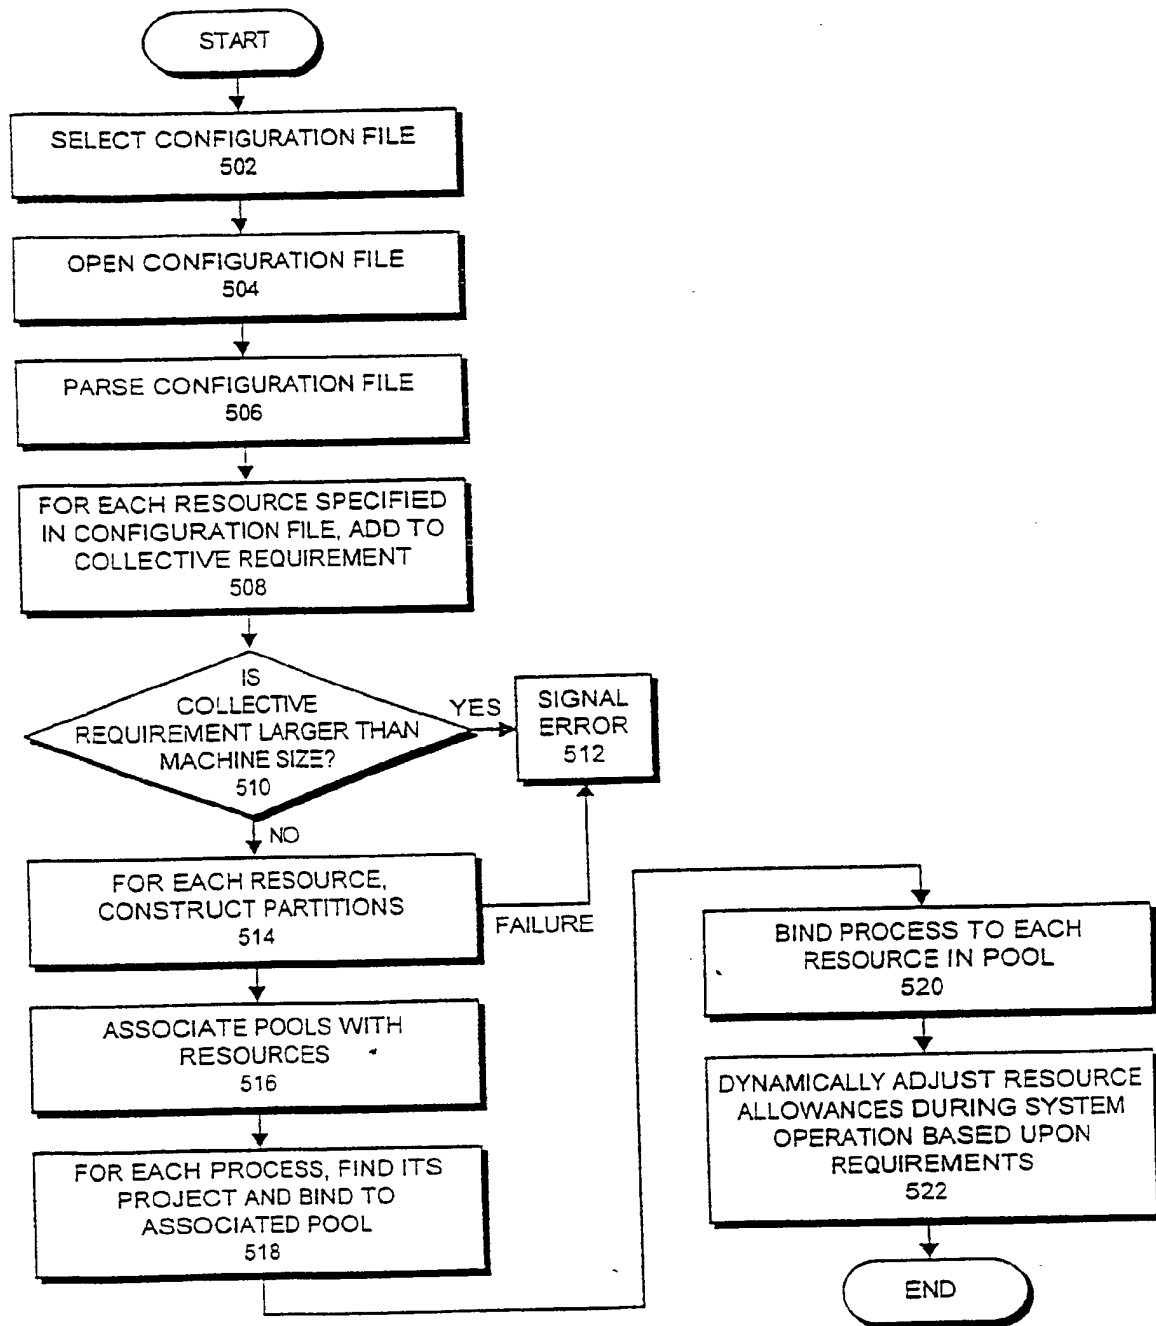 START
SELECT CONFIGURATION FILE
502
OPEN CONFIGURATION FILE
504
PARSE CONFIGURATION FILE
506
FOR EACH RESOURCE SPECIFIED
IN CONFIGURATION FILE, ADD TO
COLLECTIVE REQUIREMENT
508
IS
COLLECTIVE
REQUIREMENT LARGER THAN
MACHINE SIZE?
510
YES
SIGNAL
ERROR
512
NO
FOR EACH RESOURCE,
CONSTRUCT PARTITIONS
514
FAILURE
ASSOCIATE POOLS WITH
RESOURCES
516
FOR EACH PROCESS, FIND ITS
PROJECT AND BIND TO
ASSOCIATED POOL
518
BIND PROCESS TO EACH
RESOURCE IN POOL
520
DYNAMICALLY ADJUST RESOURCE
ALLOWANCES DURING SYSTEM
OPERATION BASED UPON
REQUIREMENTS
522
END